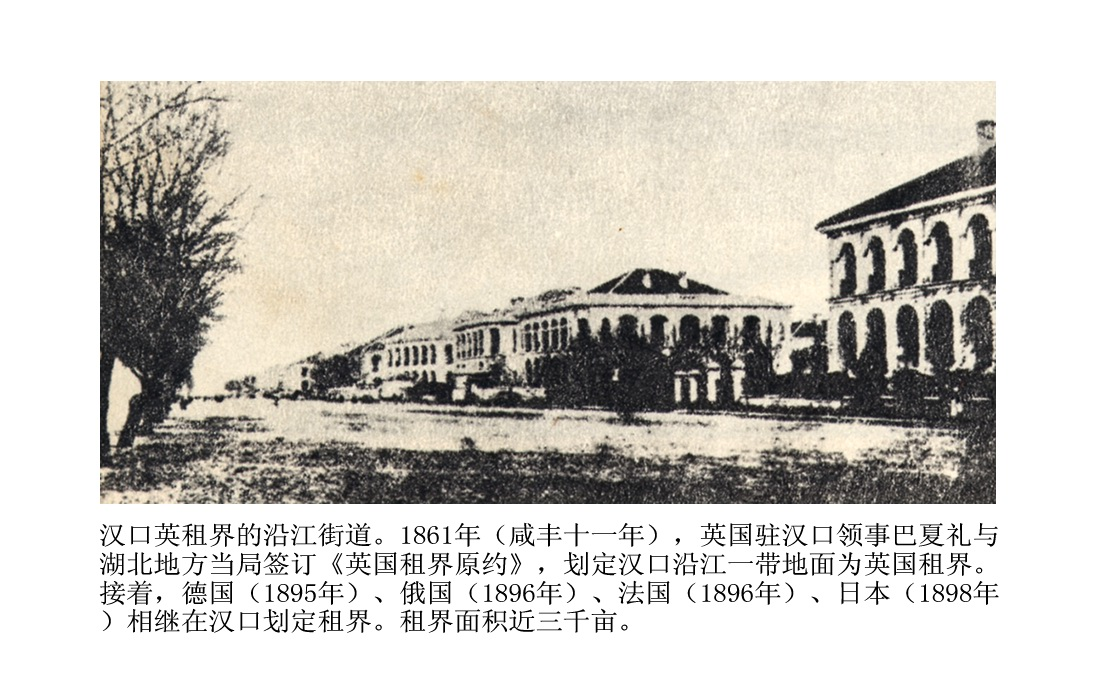 汉口英租界的沿江街道。1861年（咸丰十一年），英国驻汉口领事巴夏礼与
湖北地方当局签订《英国租界原约》，划定汉口沿江一带地面为英国租界。
接着，德国（1895年）、俄国（1896年）、法国（1896年）、日本（1898年
）相继在汉口划定租界。租界面积近三千亩。